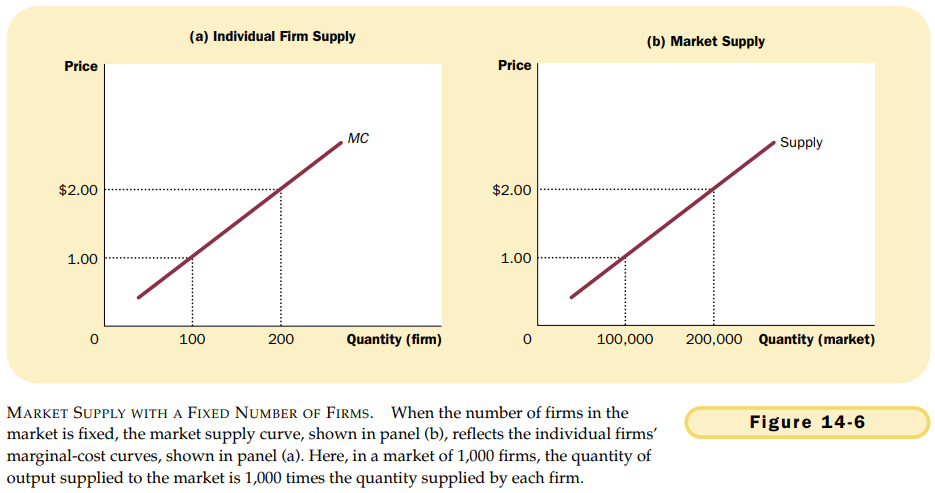 (a) Individual Firm Supply
Price
MC
$2.00
1.00
0
100
200
Quantity (firm)
(b) Market Supply
Price
Supply
$2.00
1.00
0
100,000
200,000
Quantity (market)
MARKET SUPPLY WITH A FIXED NUMBER OF FIRMS. When the number of firms in the
market is fixed, the market supply curve, shown in panel (b), reflects the individual firms’
marginal-cost curves, shown in panel (a). Here, in a market of 1,000 firms, the quantity of
output supplied to the market is 1,000 times the quantity supplied by each firm.
Figure 14-6